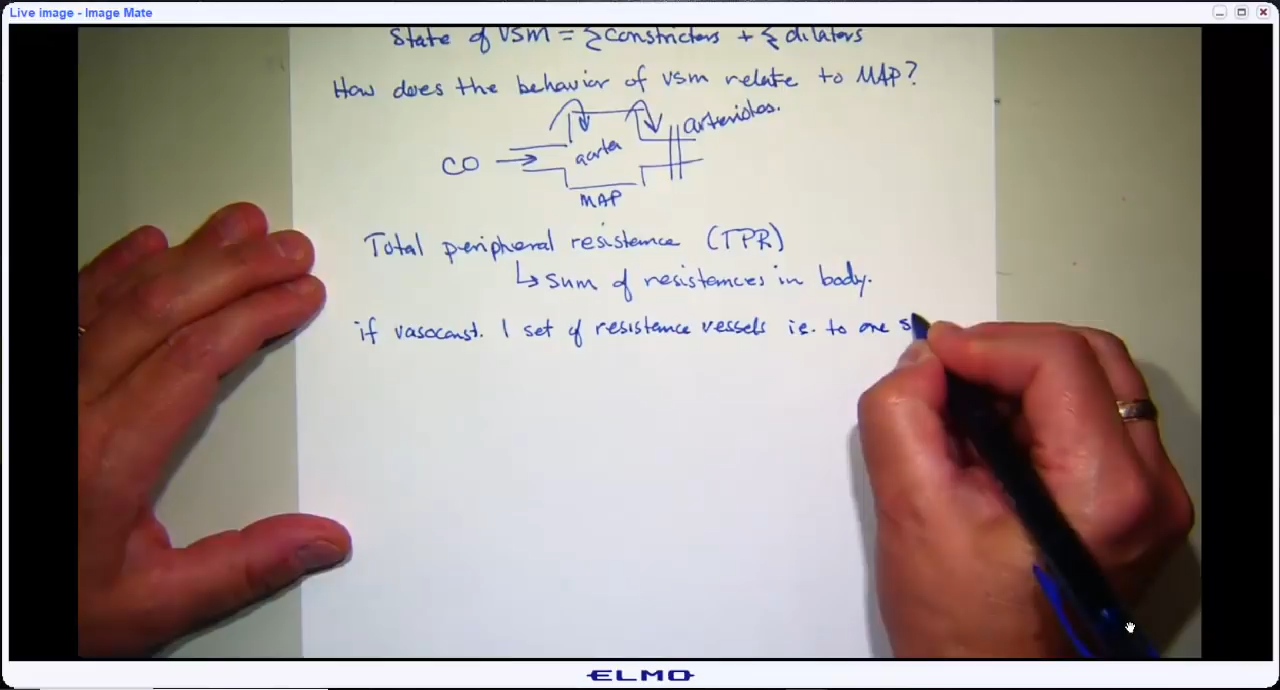 Live image - Image Mate
State of VSM = Σ constrictors + Σ dilators
How does the behavior of VSM relate to MAP?
arterioles.
CO → aorta
MAP
Total peripheral resistence (TPR)
↳ sum of resistences in body.
if vasoconst. 1 set of resistence vessels ie. to one s
ELMO